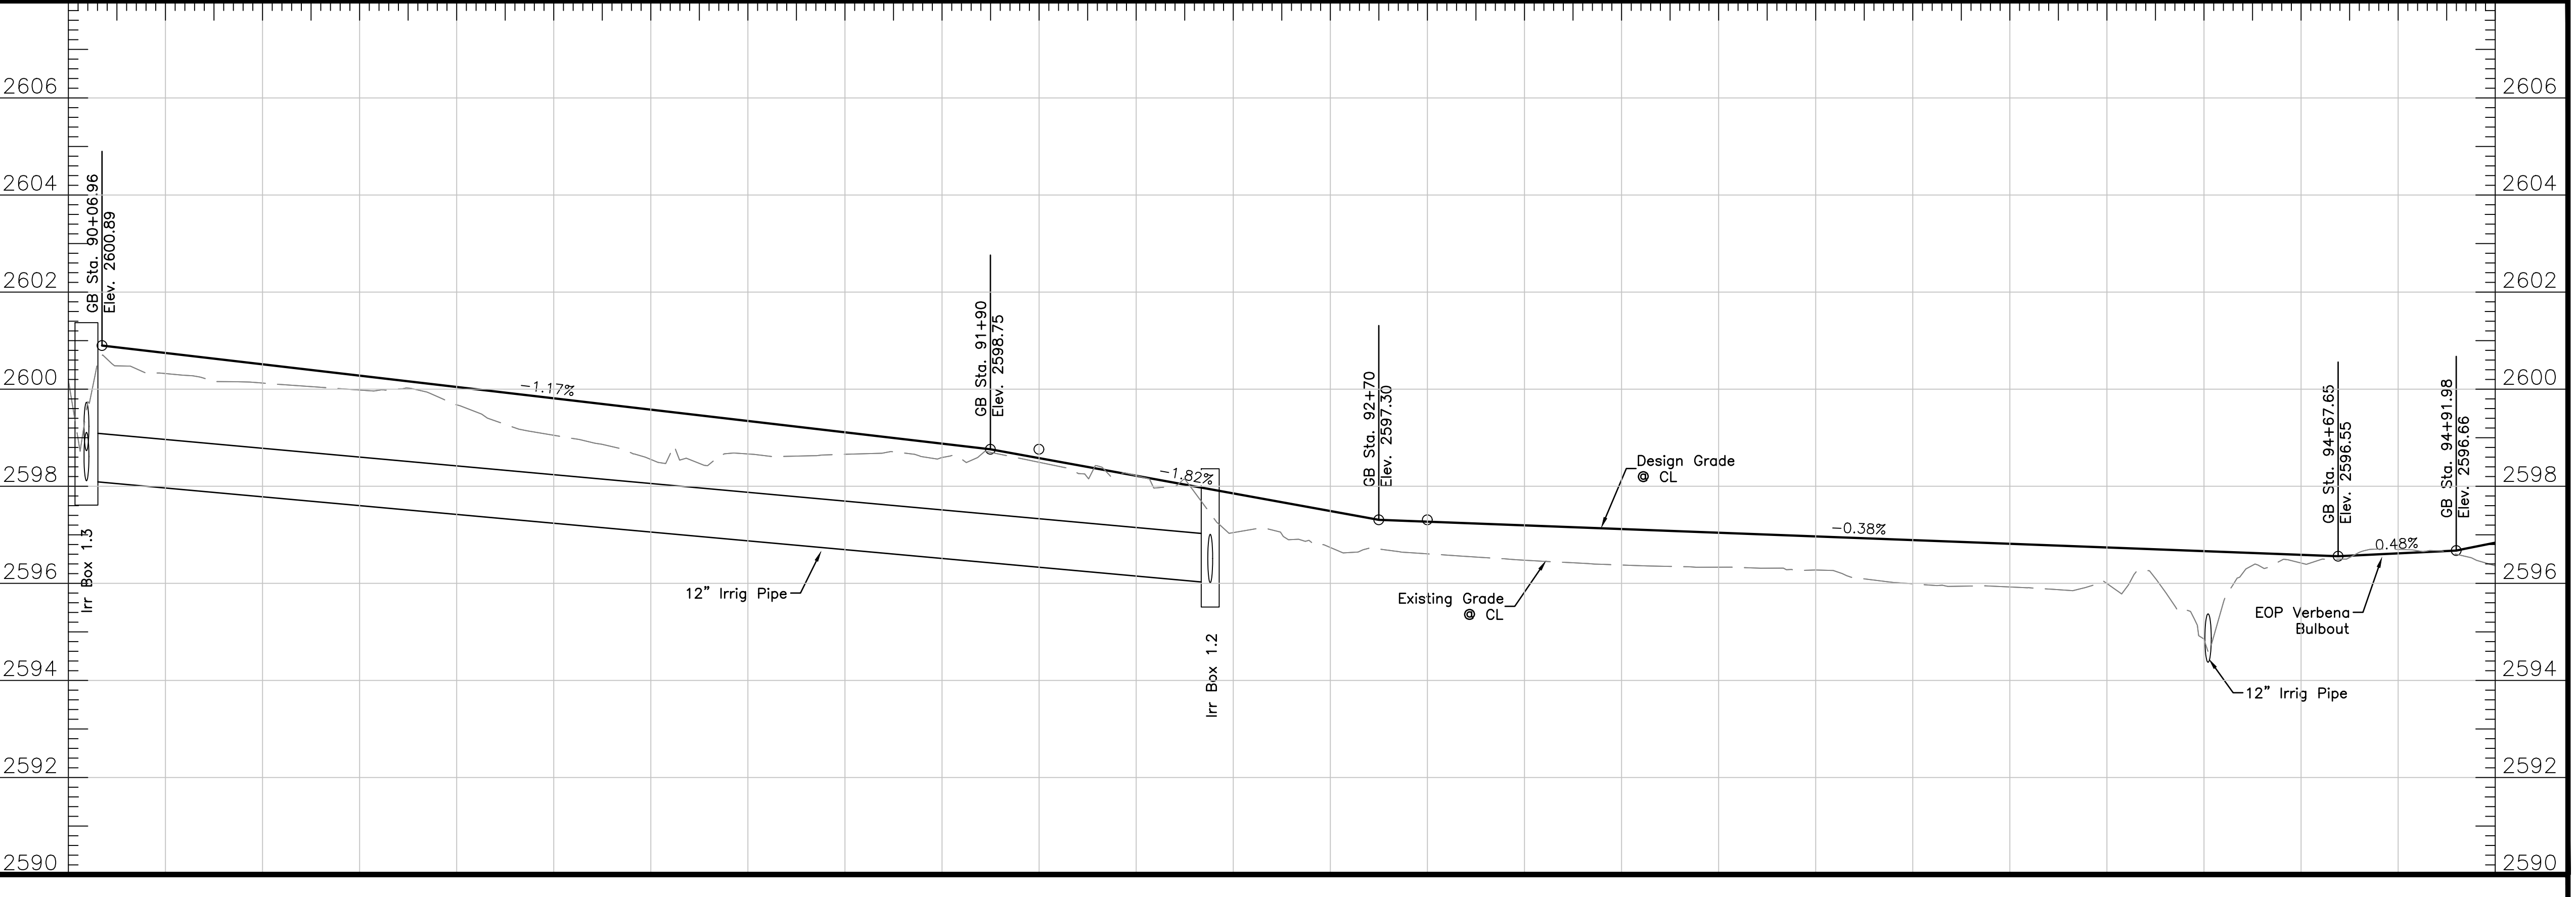 2606
2606
2604
2604
2602
2602
2600
2600
2598
2598
2596
2596
2594
2594
2592
2592
2590
2590
GB Sta. 90+06.96
Elev. 2600.89
Irr Box 1.3
-1.17%
12" Irrig Pipe
GB Sta. 91+90
Elev. 2598.75
-1.82%
Irr Box 1.2
GB Sta. 92+70
Elev. 2597.30
Design Grade
@ CL
Existing Grade
@ CL
-0.38%
GB Sta. 94+67.65
Elev. 2596.55
0.48%
GB Sta. 94+91.98
Elev. 2596.66
EOP Verbena
Bulbout
12" Irrig Pipe